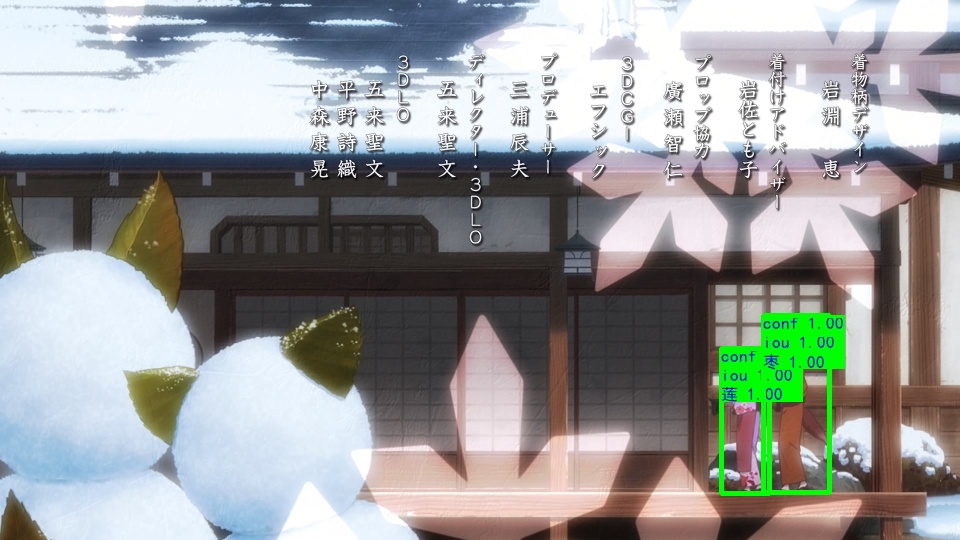 着物柄デザイン
岩淵 恵
着付けアドバイザー
岩佐とも子
プロップ協力
廣瀬智仁
3DCGI
エフシック
プロデューサー
三浦辰夫
ディレクター・3DLO
五来聖文
3DLO
五来聖文
平野詩織
中森康晃
conf 1.00
iou 1.00
枣 1.00
conf
iou 1.00
莲 1.00